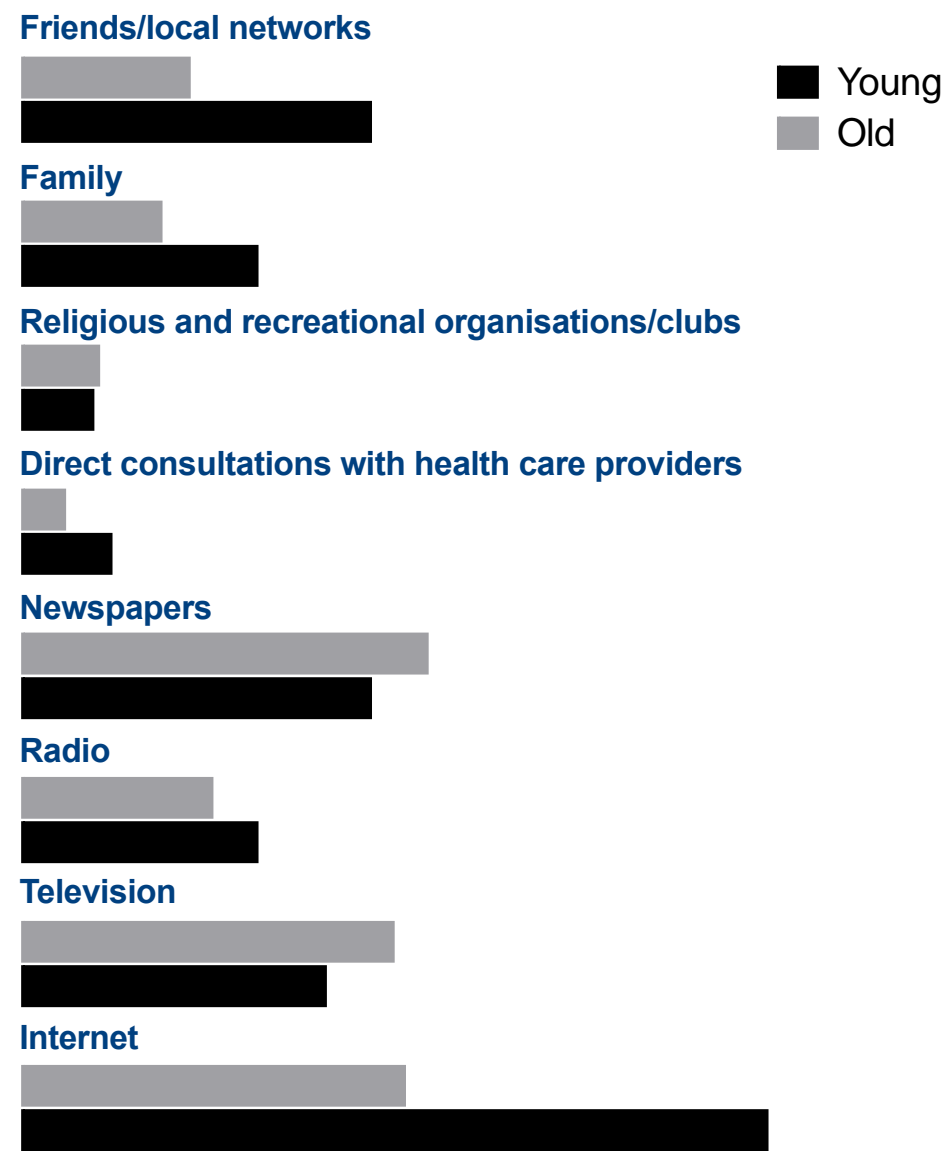 Friends/local networks
Young
Old
Family
Religious and recreational organisations/clubs
Direct consultations with health care providers
Newspapers
Radio
Television
Internet